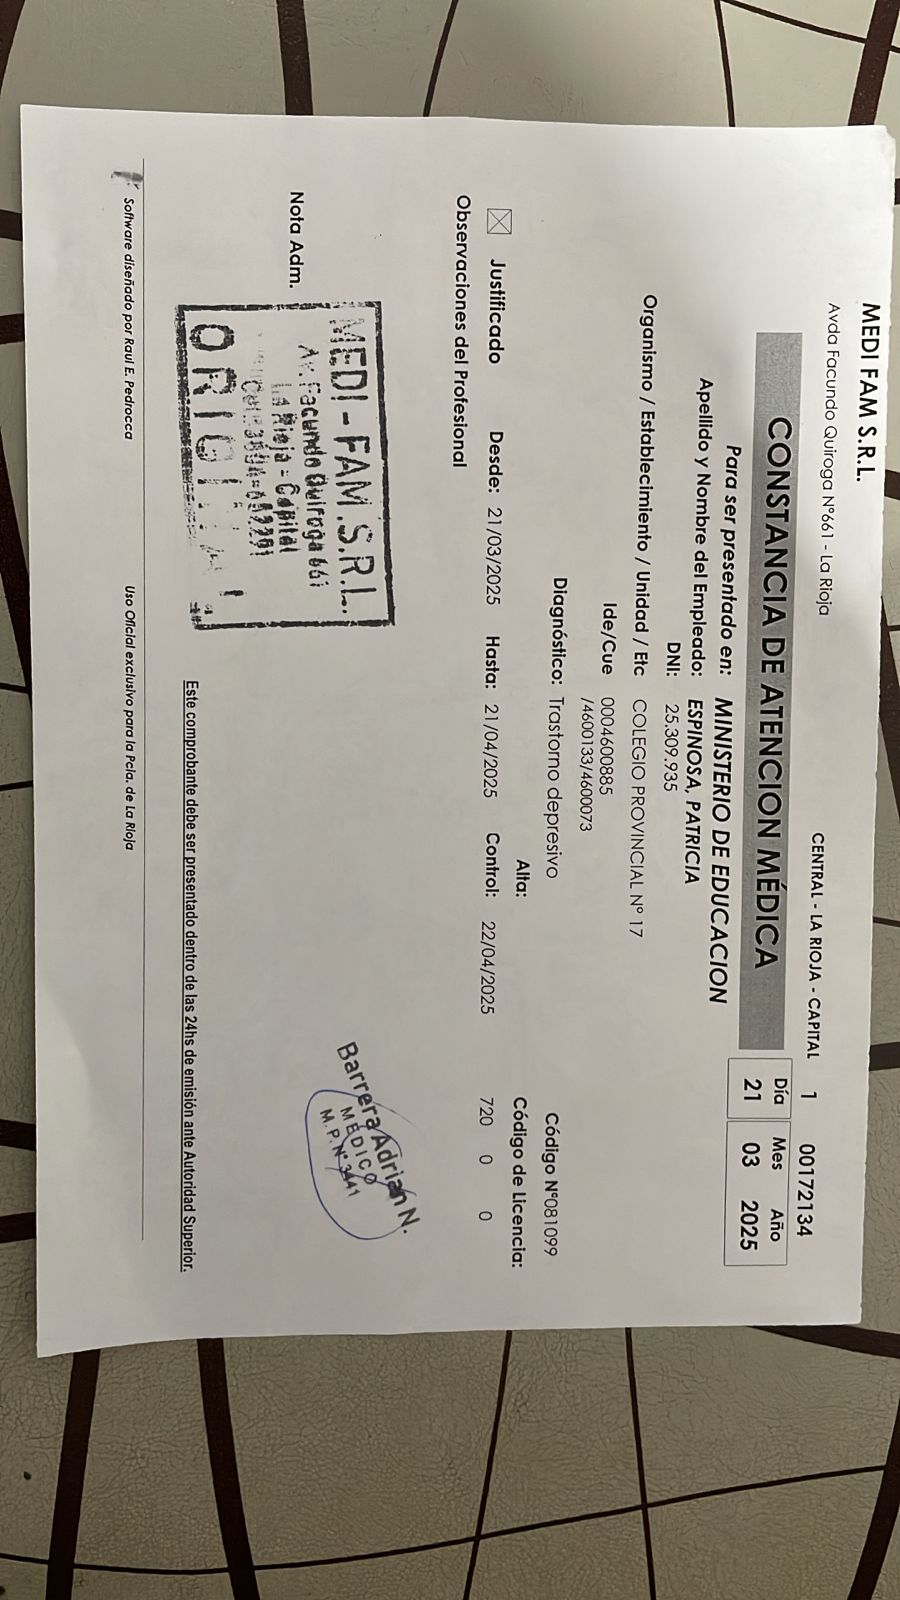 MEDI FAM S.R.L.
Avda Facundo Quiroga N°661 - La Rioja
CENTRAL - LA RIOJA - CAPITAL 1 00172134
CONSTANCIA DE ATENCION MÉDICA
Día Mes Año
21 03 2025
Para ser presentado en: MINISTERIO DE EDUCACION
Apellido y Nombre del Empleado: ESPINOSA, PATRICIA
DNI: 25.309.935
Organismo / Establecimiento / Unidad / Etc COLEGIO PROVINCIAL N° 17
Ide/Cue 0004600885
/4600133/4600073
Diagnóstico: Trastorno depresivo Código N°081099
Alta: Código de Licencia:
Justificado Desde: 21/03/2025 Hasta: 21/04/2025 Control: 22/04/2025 720 0 0
Observaciones del Profesional
MEDI - FAM.S.R.L.
Av. Facundo Quiroga 661
La Rioja - Capital
Barrera Adrian N.
MEDICO
M.P. N° 3441
Nota Adm.
Este comprobante debe ser presentado dentro de las 24hs de emisión ante Autoridad Superior.
Software diseñado por Raul E. Pedrocca Uso Oficial exclusivo para la Pcia. de La Rioja